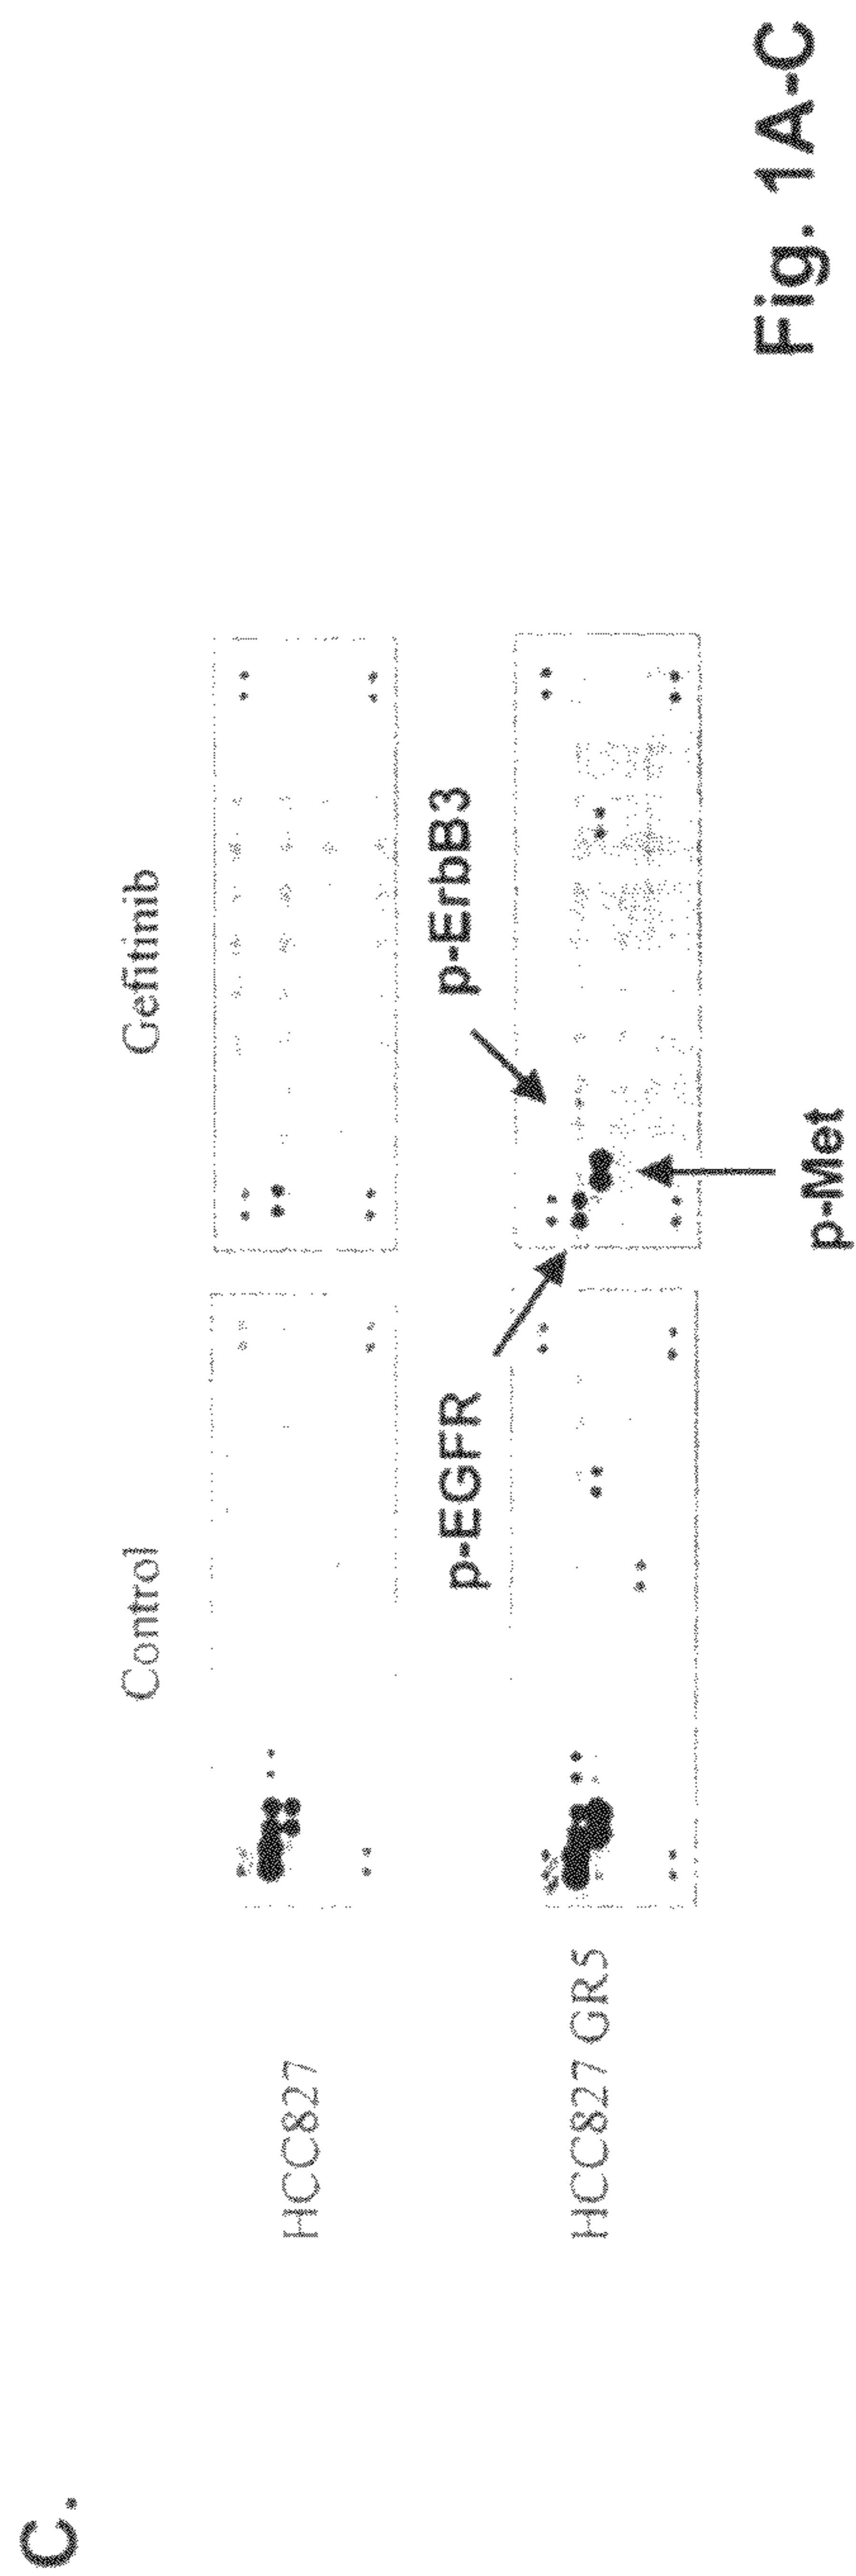 C.
Control
Gefitinib
HCC827
p-EGFR
p-ErbB3
HCC827 GR5
p-Met
Fig. 1A-C